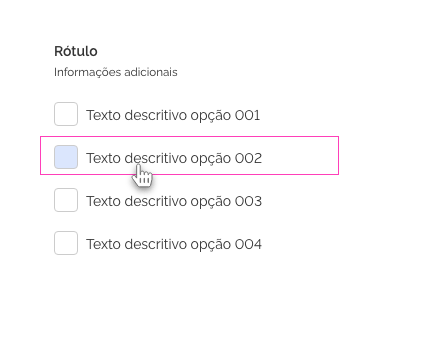 Rótulo
Informações adicionais
Texto descritivo opção 001
Texto descritivo opção 002
Texto descritivo opção 003
Texto descritivo opção 004